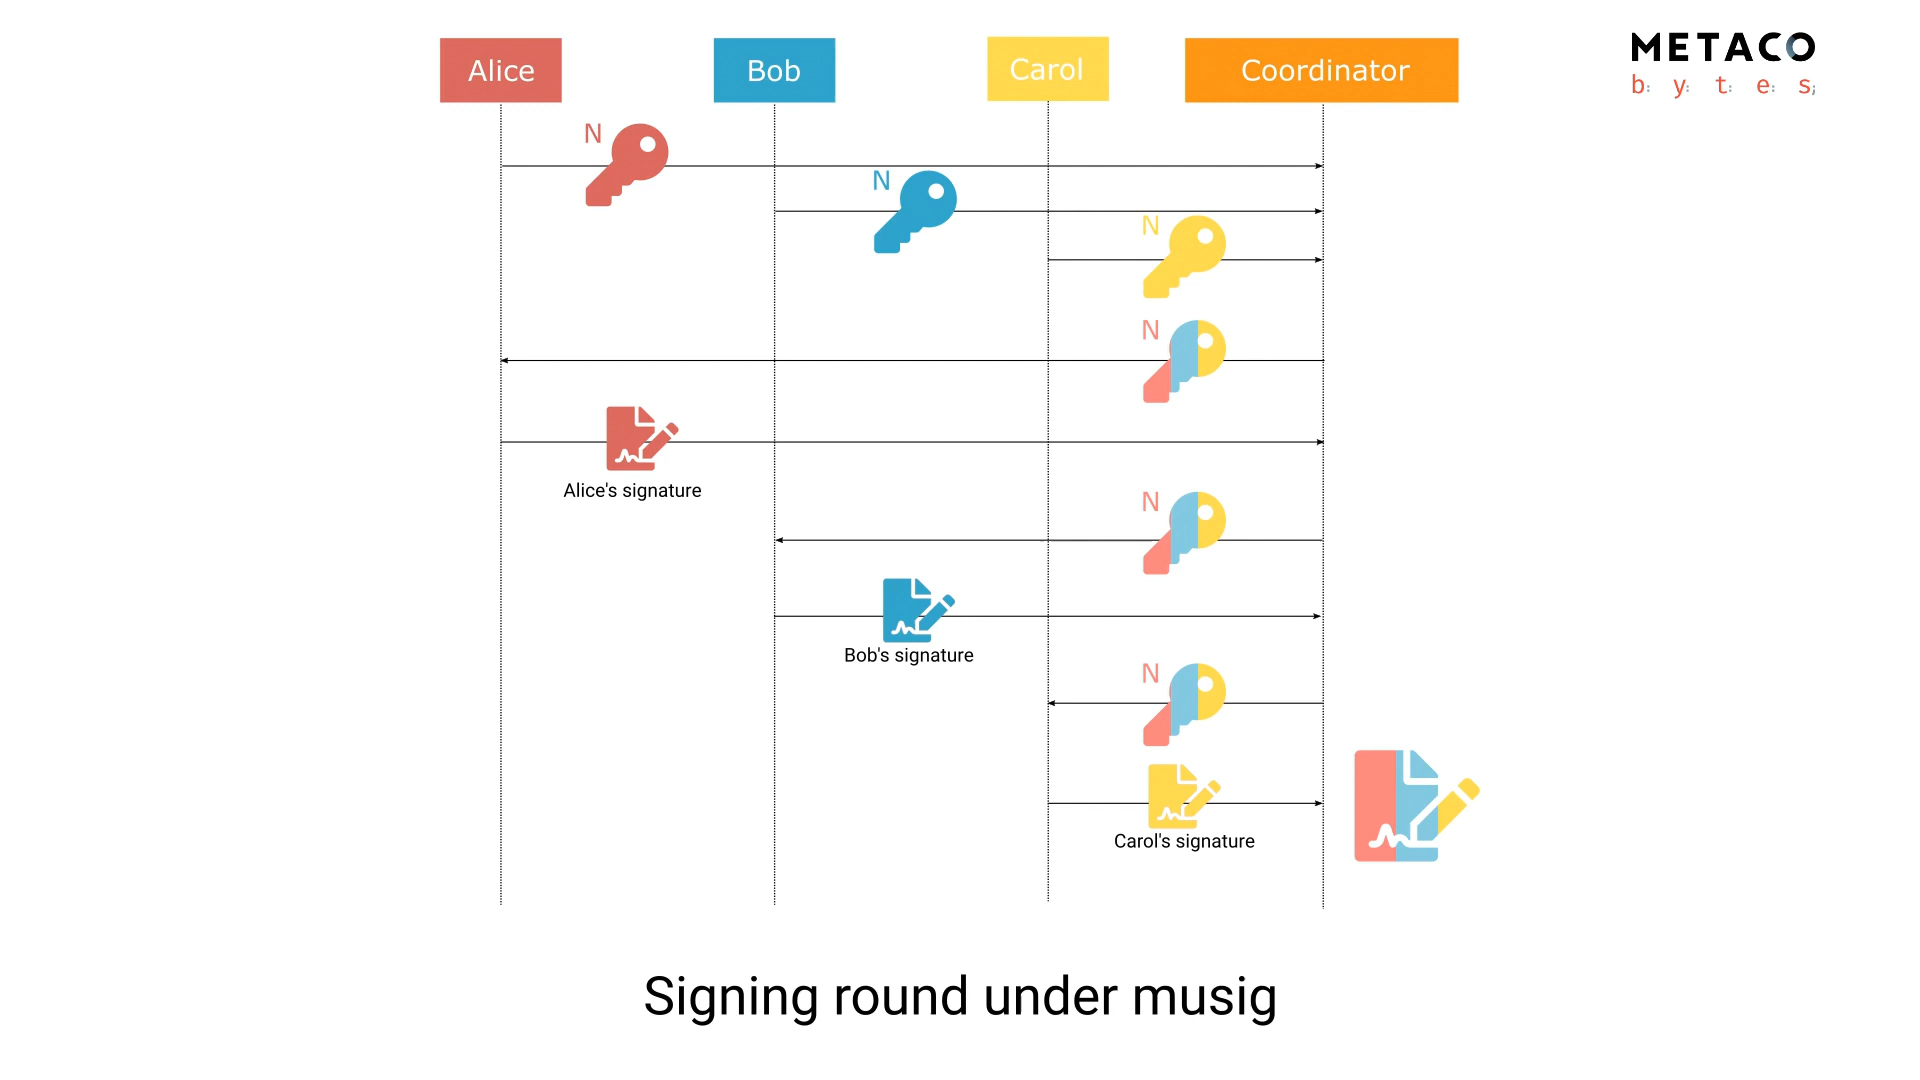 Alice
Bob
Carol
Coordinator
METACO
b: y: t: e: s;
N
N
N
N
Alice's signature
N
Bob's signature
N
Carol's signature
Signing round under musig